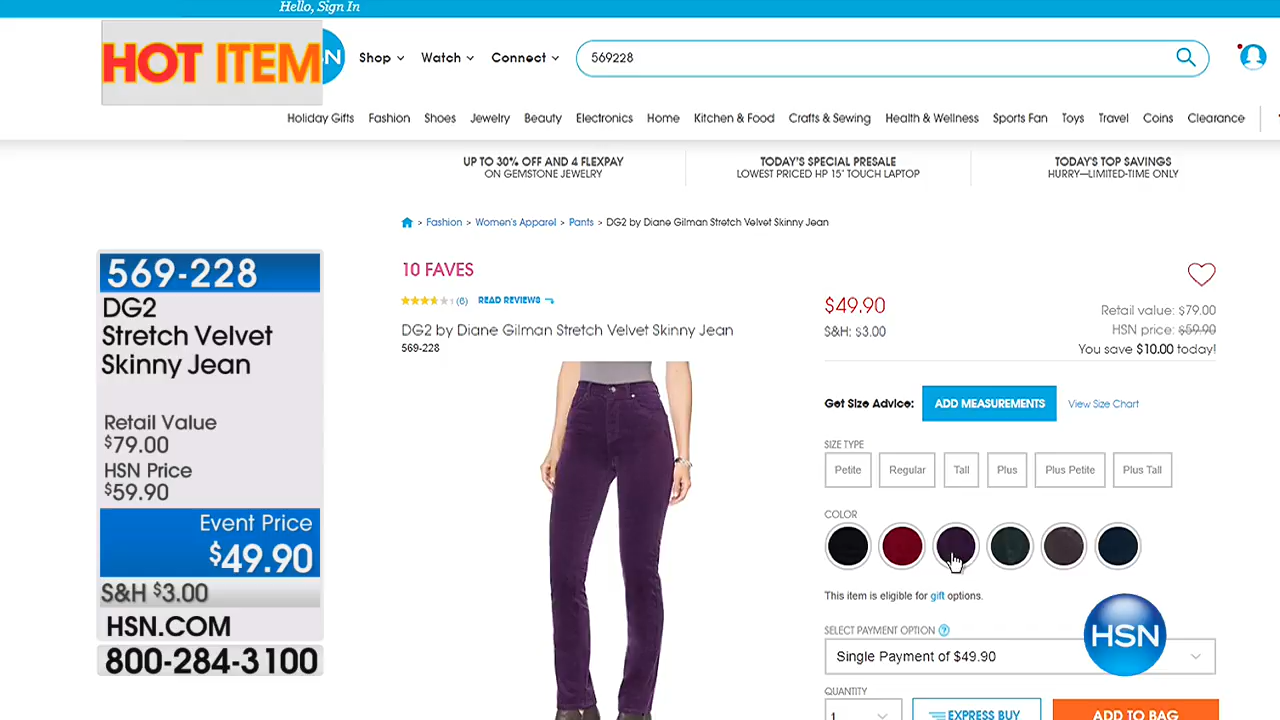 Hello, Sign In
HOT ITEM
Shop
Watch
Connect
569228
Holiday Gifts
Fashion
Shoes
Jewelry
Beauty
Electronics
Home
Kitchen & Food
Crafts & Sewing
Health & Wellness
Sports Fan
Toys
Travel
Coins
Clearance
UP TO 30% OFF AND 4 FLEXPAY
ON GEMSTONE JEWELRY
TODAY'S SPECIAL PRESALE
LOWEST PRICED HP 15" TOUCH LAPTOP
TODAY'S TOP SAVINGS
HURRY—LIMITED-TIME ONLY
> Fashion > Women's Apparel > Pants > DG2 by Diane Gilman Stretch Velvet Skinny Jean
569-228
DG2
Stretch Velvet
Skinny Jean
Retail Value
$79.00
HSN Price
$59.90
Event Price
$49.90
S&H $3.00
HSN.COM
800-284-3100
10 FAVES
(6) READ REVIEWS
DG2 by Diane Gilman Stretch Velvet Skinny Jean
569-228
$49.90
S&H: $3.00
Retail value: $79.00
HSN price: $59.90
You save $10.00 today!
Get Size Advice:
ADD MEASUREMENTS
View Size Chart
SIZE TYPE
Petite
Regular
Tall
Plus
Plus Petite
Plus Tall
COLOR
This item is eligible for gift options.
SELECT PAYMENT OPTION ?
Single Payment of $49.90
HSN
QUANTITY
1
EXPRESS BUY
ADD TO BAG